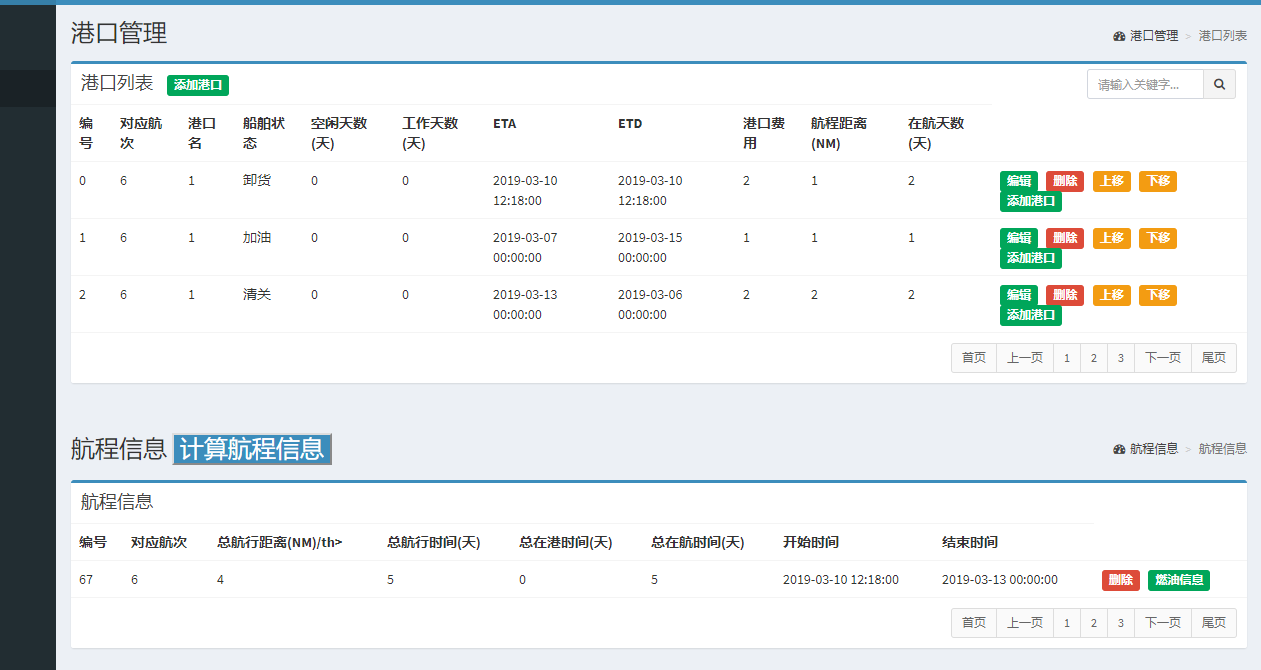 港口管理
港口管理 > 港口列表
港口列表 添加港口
请输入关键字...
编号 对应航次 港口名 船舶状态 空闲天数(天) 工作天数(天) ETA ETD 港口费用 航程距离(NM) 在航天数(天)
0 6 1 卸货 0 0 2019-03-10 12:18:00 2019-03-10 12:18:00 2 1 2 编辑 删除 上移 下移
添加港口
1 6 1 加油 0 0 2019-03-07 00:00:00 2019-03-15 00:00:00 1 1 1 编辑 删除 上移 下移
添加港口
2 6 1 清关 0 0 2019-03-13 00:00:00 2019-03-06 00:00:00 2 2 2 编辑 删除 上移 下移
添加港口
首页 上一页 1 2 3 下一页 尾页
航程信息 计算航程信息
航程信息 > 航程信息
航程信息
编号 对应航次 总航行距离(NM)/th> 总航行时间(天) 总在港时间(天) 总在航时间(天) 开始时间 结束时间
67 6 4 5 0 5 2019-03-10 12:18:00 2019-03-13 00:00:00 删除 燃油信息
首页 上一页 1 2 3 下一页 尾页